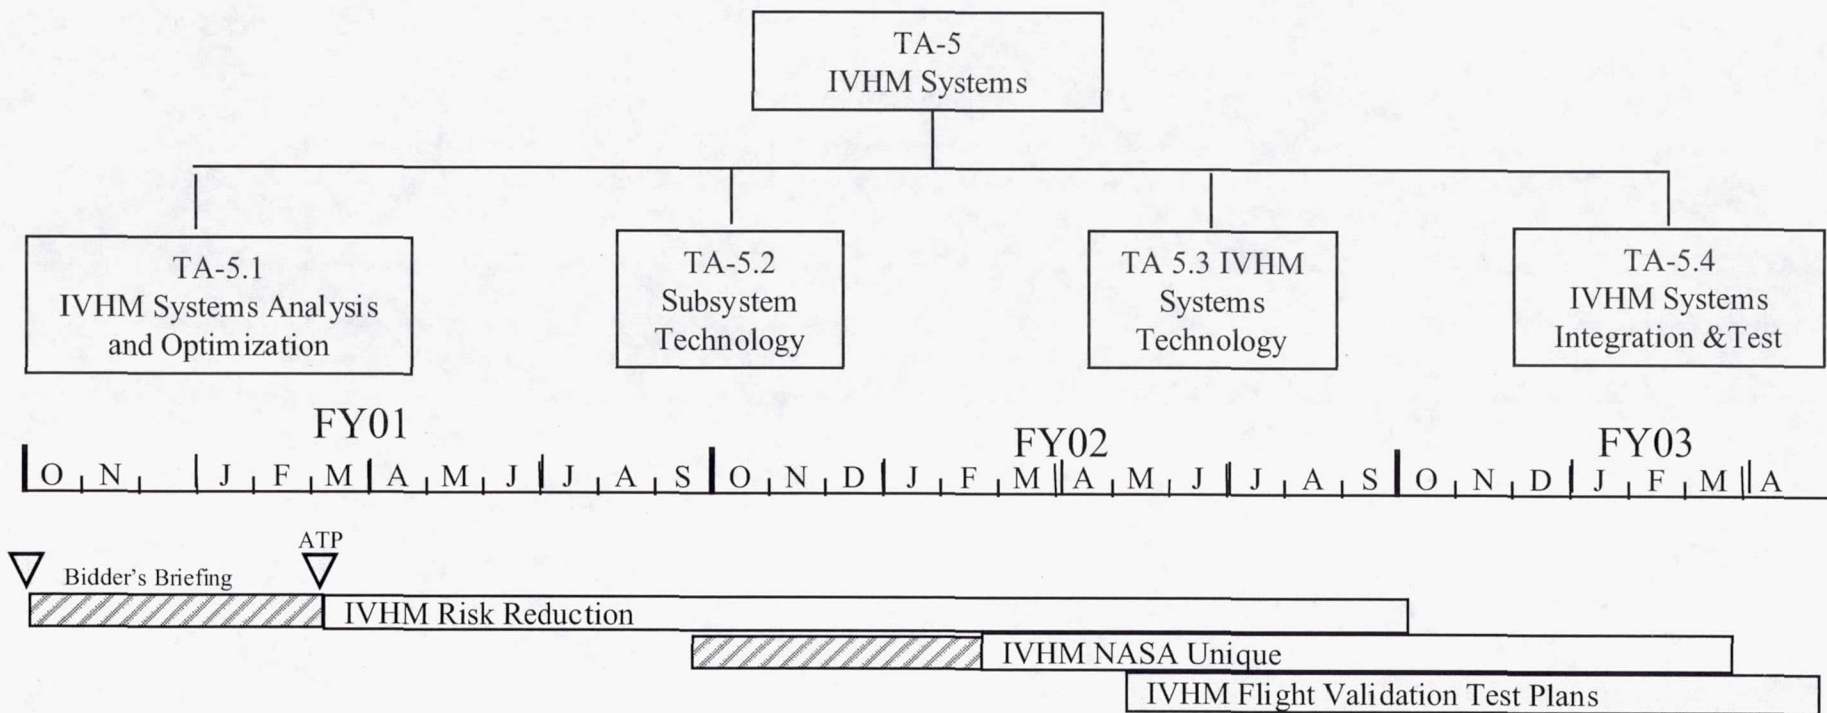 TA-5
IVHM Systems
TA-5.1
IVHM Systems Analysis
and Optimization
TA-5.2
Subsystem
Technology
TA 5.3 IVHM
Systems
Technology
TA-5.4
IVHM Systems
Integration &Test
FY01
FY02
FY03
O N J F M A M J J A S O N D J F M A M J J A S O N D J F M A
ATP
Bidder's Briefing
IVHM Risk Reduction
IVHM NASA Unique
IVHM Flight Validation Test Plans